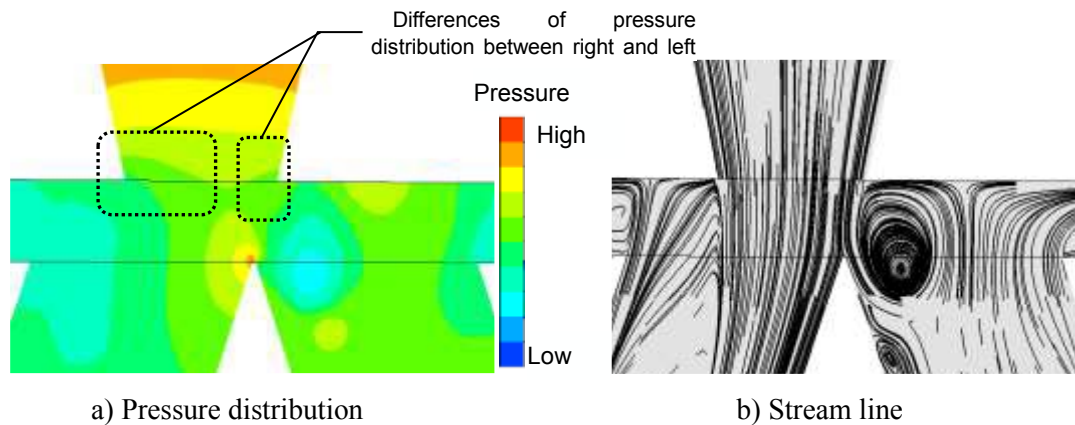 Differences of pressure
distribution between right and left
Pressure
High
Low
a) Pressure distribution
b) Stream line